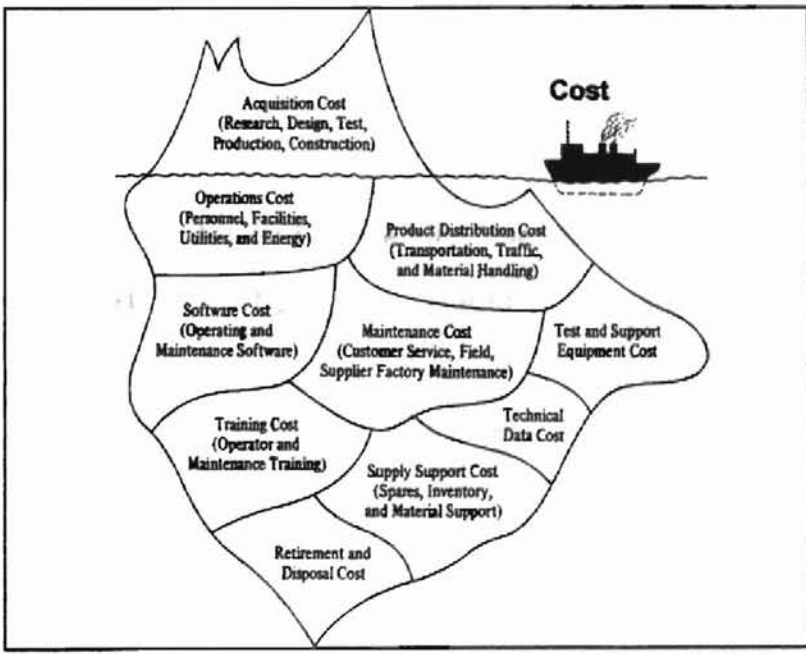 Cost
Acquisition Cost
(Research, Design, Test,
Production, Construction)
Operations Cost
(Personnel, Facilities,
Utilities, and Energy)
Product Distribution Cost
(Transportation, Traffic,
and Material Handling)
Software Cost
(Operating and
Maintenance Software)
Maintenance Cost
(Customer Service, Field,
Supplier Factory Maintenance)
Test and Support
Equipment Cost
Training Cost
(Operator and
Maintenance Training)
Technical
Data Cost
Supply Support Cost
(Spares, Inventory,
and Material Support)
Retirement and
Disposal Cost